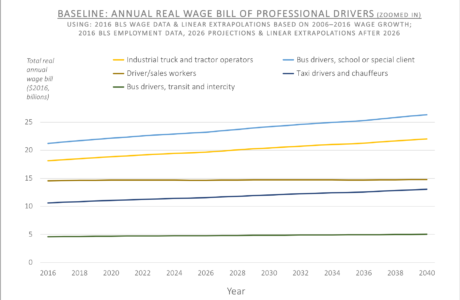 BASELINE: ANNUAL REAL WAGE BILL OF PROFESSIONAL DRIVERS (ZOOMED IN)
USING: 2016 BLS WAGE DATA & LINEAR EXTRAPOLATIONS BASED ON 2006–2016 WAGE GROWTH;
2016 BLS EMPLOYMENT DATA, 2026 PROJECTIONS & LINEAR EXTRAPOLATIONS AFTER 2026
Total real
annual
wage bill
($2016,
billions)
Industrial truck and tractor operators
Bus drivers, school or special client
Driver/sales workers
Taxi drivers and chauffeurs
Bus drivers, transit and intercity
25
20
15
10
5
0
2016 2018 2020 2022 2024 2026 2028 2030 2032 2034 2036 2038 2040
Year